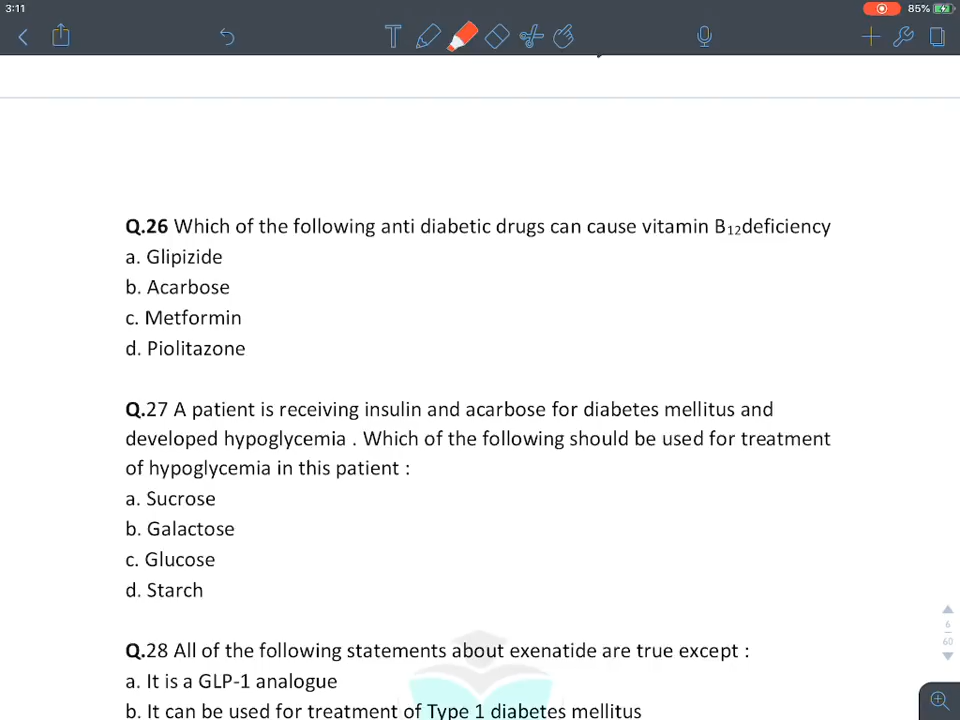 3:11
85%
T
Q.26 Which of the following anti diabetic drugs can cause vitamin B₁₂deficiency
a. Glipizide
b. Acarbose
c. Metformin
d. Piolitazone
Q.27 A patient is receiving insulin and acarbose for diabetes mellitus and
developed hypoglycemia . Which of the following should be used for treatment
of hypoglycemia in this patient :
a. Sucrose
b. Galactose
c. Glucose
d. Starch
6
60
Q.28 All of the following statements about exenatide are true except :
a. It is a GLP-1 analogue
b. It can be used for treatment of Type 1 diabetes mellitus